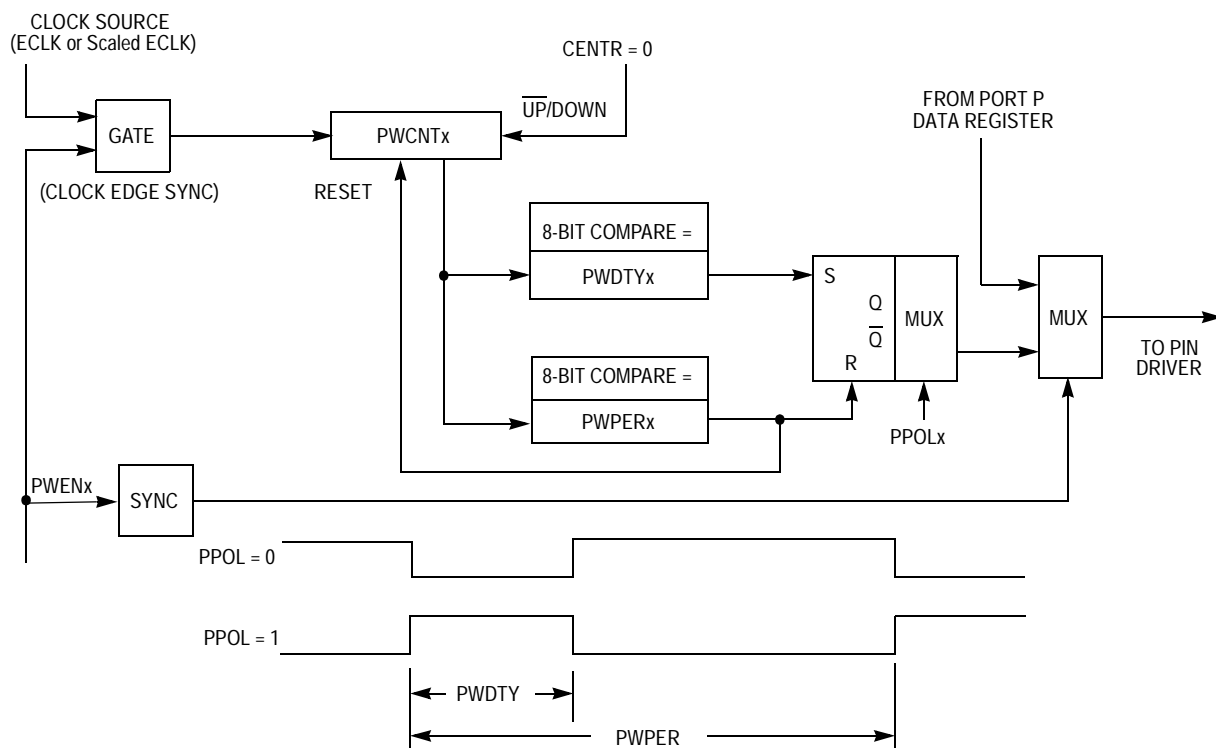 CLOCK SOURCE
(ECLK or Scaled ECLK)
CENTR = 0
UP/DOWN
FROM PORT P
DATA REGISTER
GATE
PWCNTx
(CLOCK EDGE SYNC)
RESET
8-BIT COMPARE =
PWDTYx
S
Q
Q
R
MUX
MUX
TO PIN
DRIVER
8-BIT COMPARE =
PWPERx
PPOLx
PWENx
SYNC
PPOL = 0
PPOL = 1
PWDTY
PWPER